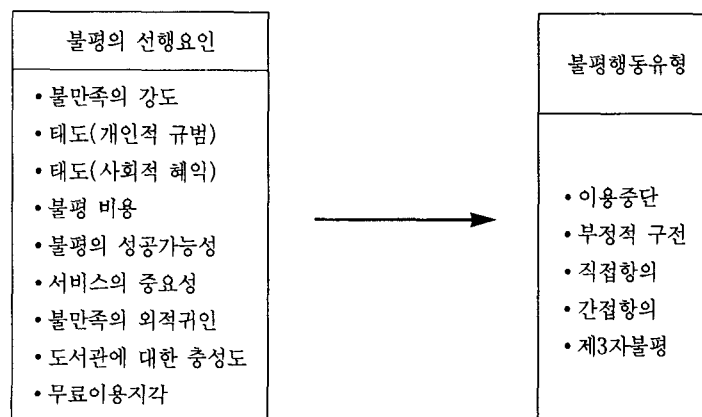 불평의 선행요인
• 불만족의 강도
• 태도(개인적 규범)
• 태도(사회적 혜익)
• 불평 비용
• 불평의 성공가능성
• 서비스의 중요성
• 불만족의 외적귀인
• 도서관에 대한 충성도
• 무료이용지각
불평행동유형
• 이용중단
• 부정적 구전
• 직접항의
• 간접항의
• 제3자불평